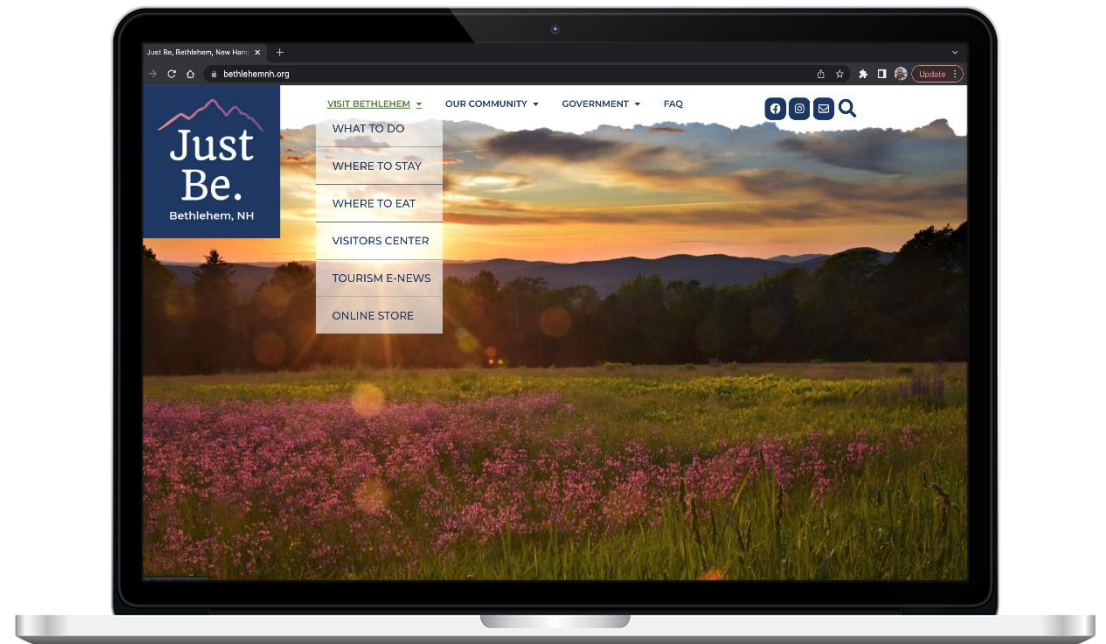 Just Be, Bethlehem, New Ham
bethlehemnh.org
Update
Just
Be.
Bethlehem, NH
VISIT BETHLEHEM
OUR COMMUNITY
GOVERNMENT
FAQ
WHAT TO DO
WHERE TO STAY
WHERE TO EAT
VISITORS CENTER
TOURISM E-NEWS
ONLINE STORE